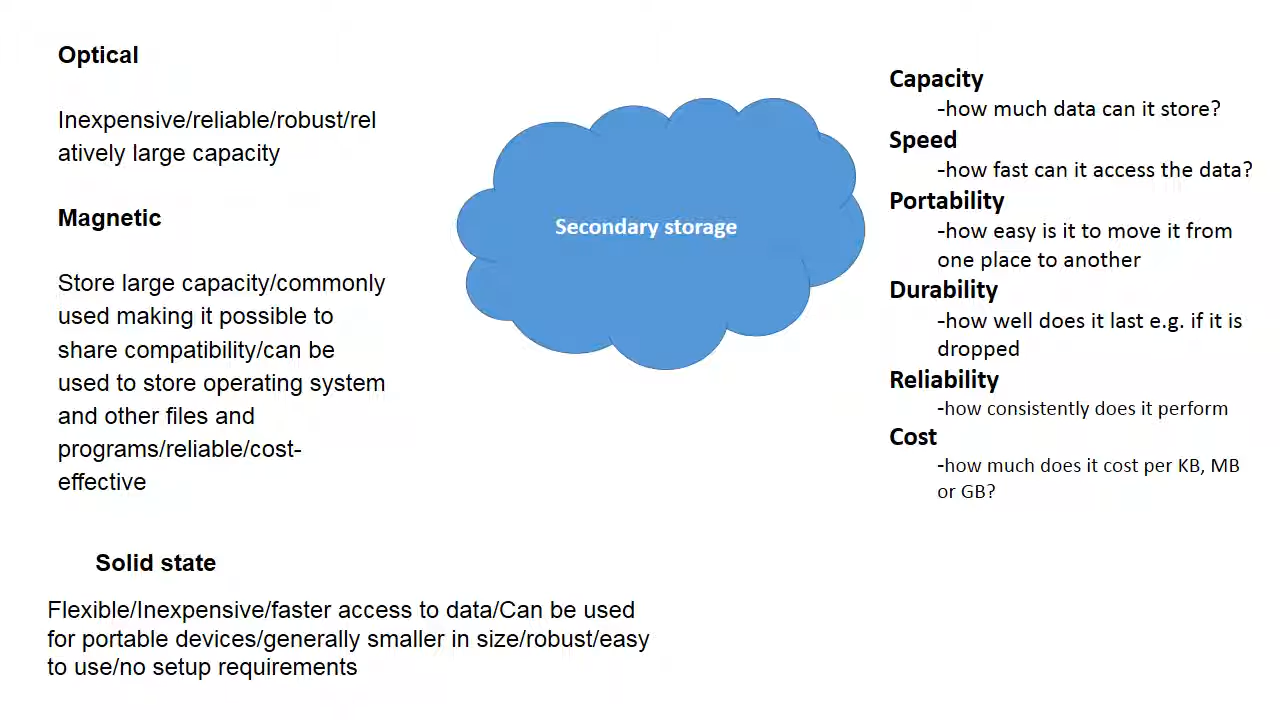 Optical
Inexpensive/reliable/robust/rel
atively large capacity
Magnetic
Store large capacity/commonly
used making it possible to
share compatibility/can be
used to store operating system
and other files and
programs/reliable/cost-
effective
Solid state
Flexible/Inexpensive/faster access to data/Can be used
for portable devices/generally smaller in size/robust/easy
to use/no setup requirements
Secondary storage
Capacity
-how much data can it store?
Speed
-how fast can it access the data?
Portability
-how easy is it to move it from
one place to another
Durability
-how well does it last e.g. if it is
dropped
Reliability
-how consistently does it perform
Cost
-how much does it cost per KB, MB
or GB?